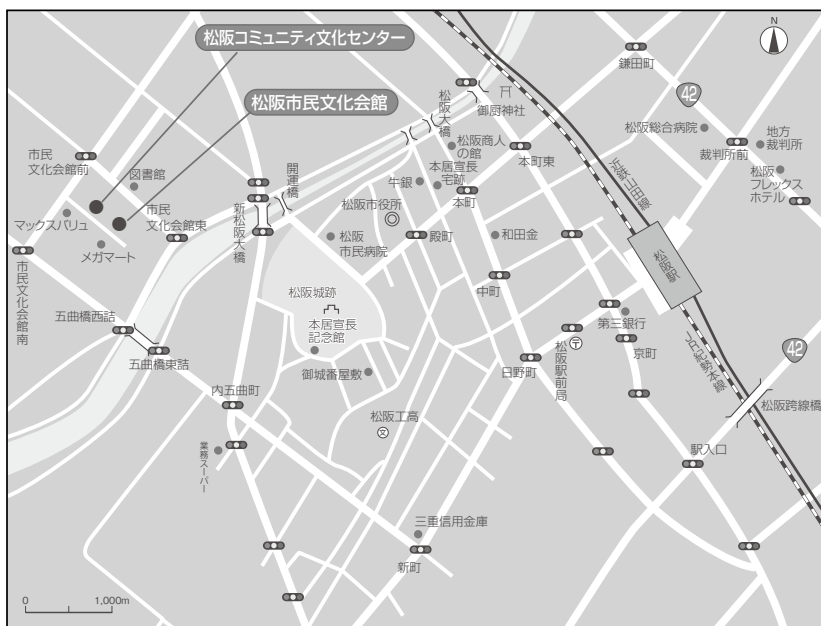 松阪コミュニティ文化センター
松阪市民文化会館
N
鎌田町
42
松阪大橋
御厨神社
松阪総合病院
地方
裁判所
裁判所前
松阪
フレックス
ホテル
松阪商人
の館
本町東
近鉄山田線
市民
文化会館前
図書館
開運橋
牛銀
本居宣長
宅跡
本町
マックスバリュ
市民
文化会館東
新松阪大橋
松阪市役所
殿町
和田金
メガマート
松阪
市民病院
松阪駅
市民文化会館南
松阪城跡
中町
五曲橋西詰
本居宣長
記念館
第三銀行
京町
五曲橋東詰
御城番屋敷
日野町
松阪駅前局
〒
JR紀勢本線
42
内五曲町
松阪跨線橋
松阪工高
文
業務スーパー
駅入口
三重信用金庫
新町
0
1,000m